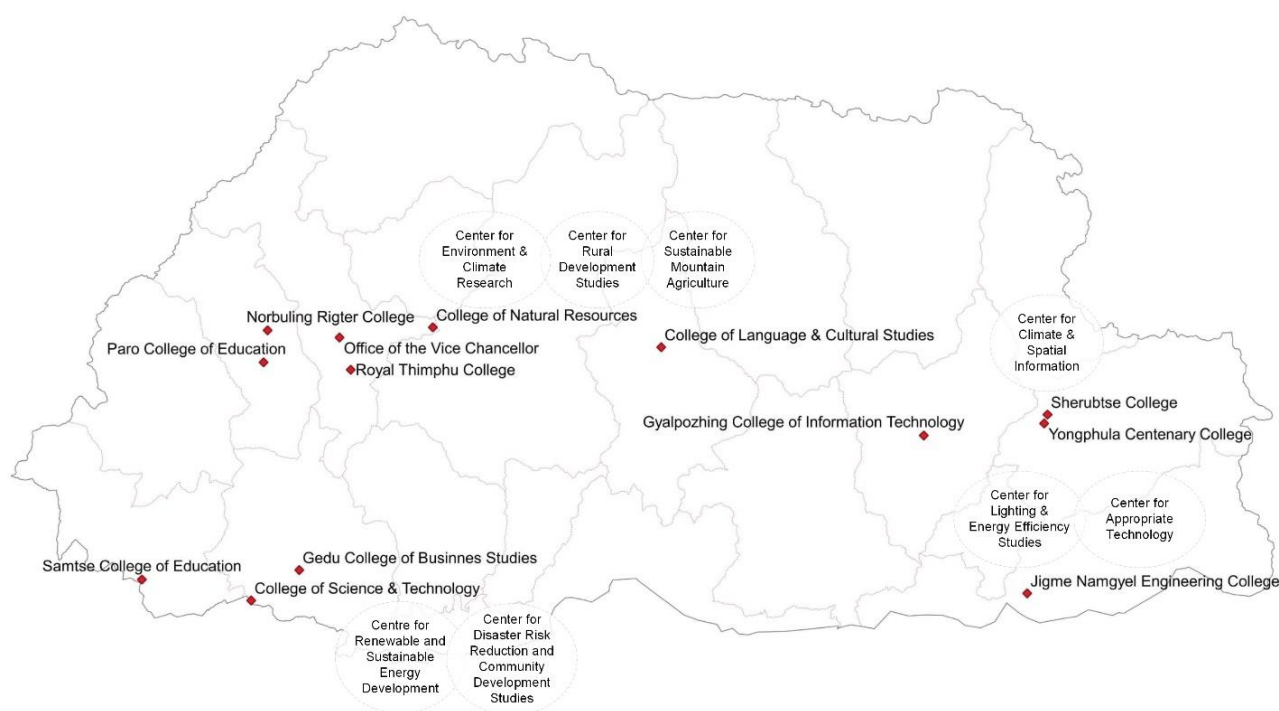 Center for
Environment &
Climate
Research
Center for
Rural
Development
Studies
Center for
Sustainable
Mountain
Agriculture
Norbuling Rigter College
College of Natural Resources
Paro College of Education
Office of the Vice Chancellor
Royal Thimphu College
College of Language & Cultural Studies
Center for
Climate &
Spatial
Information
Sherubtse College
Gyalpozhing College of Information Technology
Yongphula Centenary College
Center for
Lighting &
Energy Efficiency
Studies
Center for
Appropriate
Technology
Samtse College of Education
Gedu College of Businnes Studies
College of Science & Technology
Jigme Namgyel Engineering College
Centre for
Renewable and
Sustainable
Energy
Development
Center for
Disaster Risk
Reduction and
Community
Development
Studies